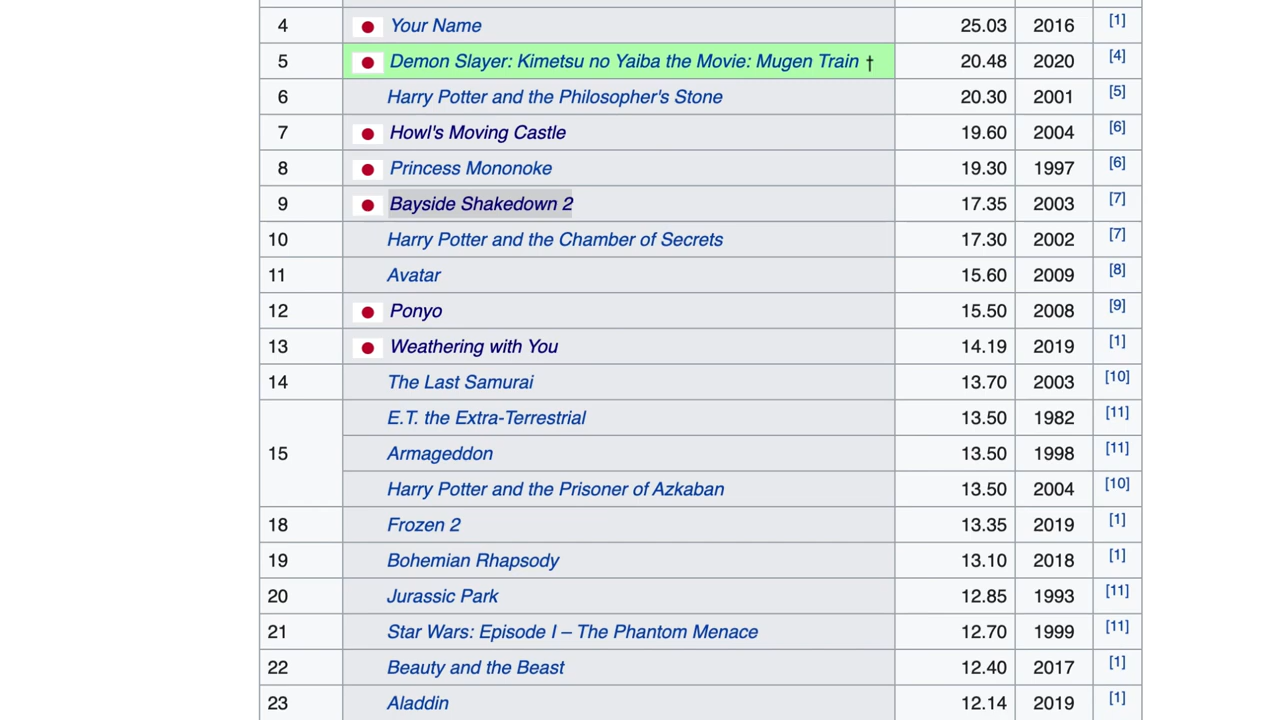 4 Your Name 25.03 2016 [1]
5 Demon Slayer: Kimetsu no Yaiba the Movie: Mugen Train † 20.48 2020 [4]
6 Harry Potter and the Philosopher's Stone 20.30 2001 [5]
7 Howl's Moving Castle 19.60 2004 [6]
8 Princess Mononoke 19.30 1997 [6]
9 Bayside Shakedown 2 17.35 2003 [7]
10 Harry Potter and the Chamber of Secrets 17.30 2002 [7]
11 Avatar 15.60 2009 [8]
12 Ponyo 15.50 2008 [9]
13 Weathering with You 14.19 2019 [1]
14 The Last Samurai 13.70 2003 [10]
E.T. the Extra-Terrestrial 13.50 1982 [11]
15 Armageddon 13.50 1998 [11]
Harry Potter and the Prisoner of Azkaban 13.50 2004 [10]
18 Frozen 2 13.35 2019 [1]
19 Bohemian Rhapsody 13.10 2018 [1]
20 Jurassic Park 12.85 1993 [11]
21 Star Wars: Episode I – The Phantom Menace 12.70 1999 [11]
22 Beauty and the Beast 12.40 2017 [1]
23 Aladdin 12.14 2019 [1]